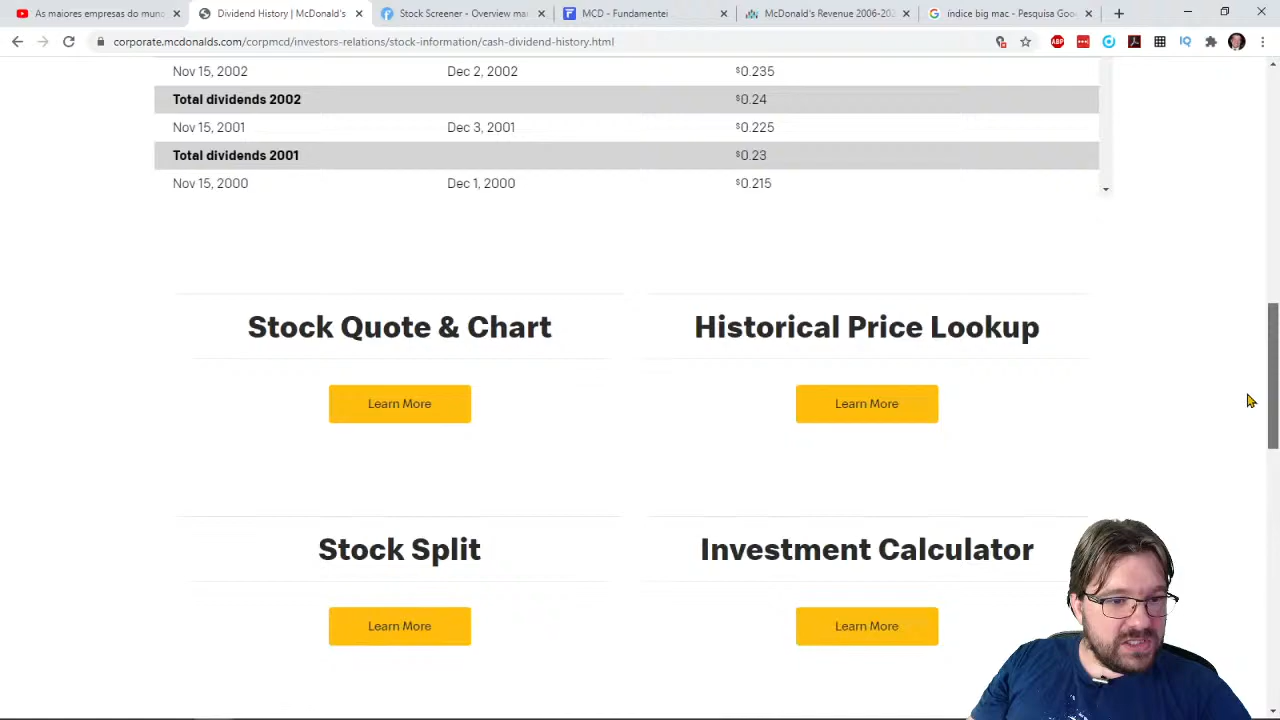 As maiores empresas do mun
Dividend History | McDonald's
Stock Screener - Overview ma
MCD - Fundamentei
McDonald's Revenue 2006-20
índice big mac - Pesquisa Goo
corporate.mcdonalds.com/corpmcd/investors-relations/stock-information/cash-dividend-history.html
ABP
IQ
Nov 15, 2002 Dec 2, 2002 $0.235
Total dividends 2002 $0.24
Nov 15, 2001 Dec 3, 2001 $0.225
Total dividends 2001 $0.23
Nov 15, 2000 Dec 1, 2000 $0.215
Stock Quote & Chart Historical Price Lookup
Learn More Learn More
Stock Split Investment Calculator
Learn More Learn More